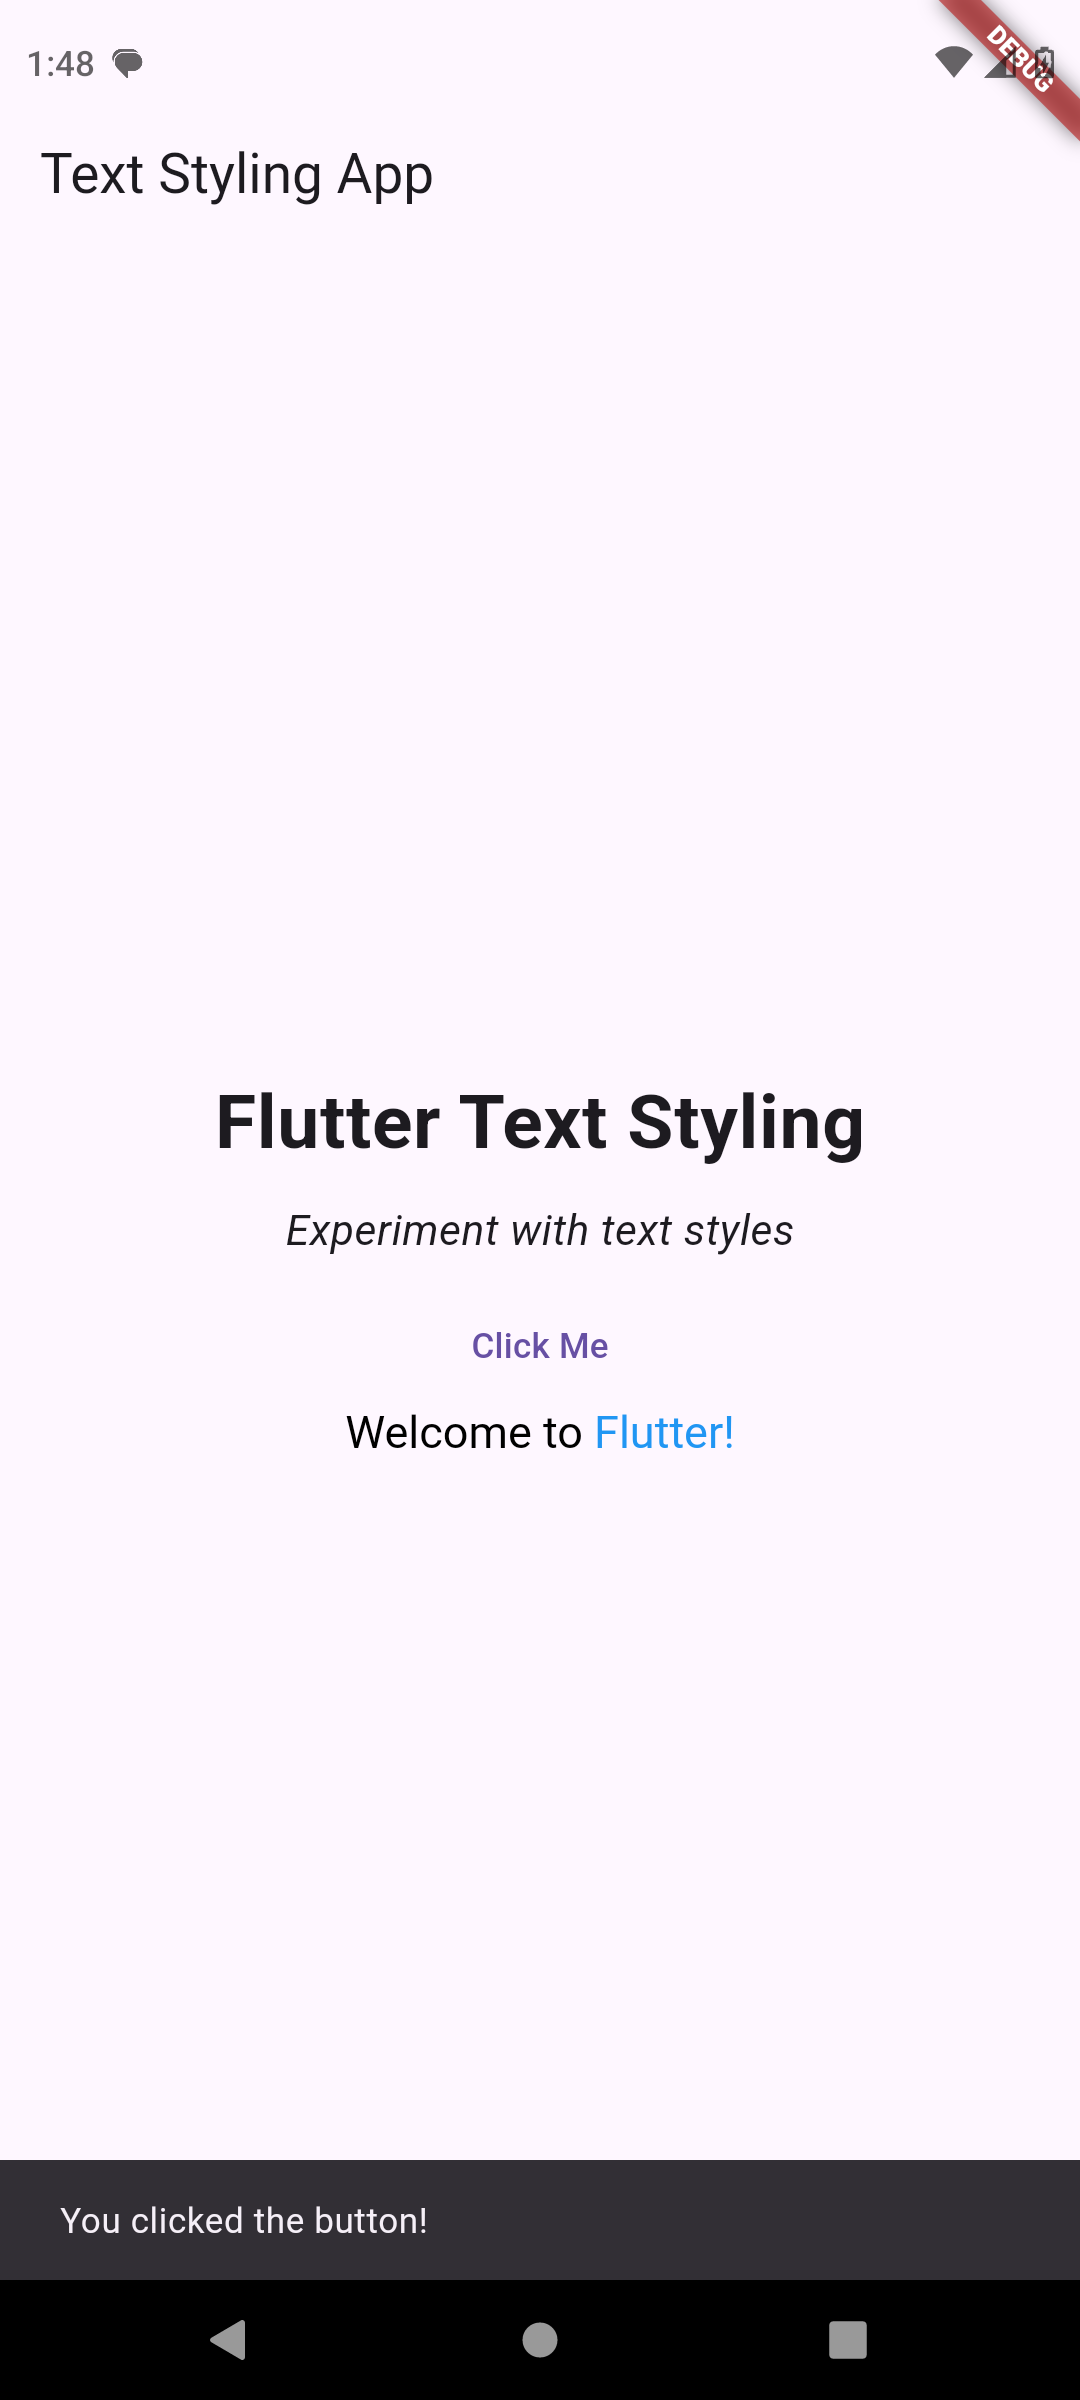 1:48
DEBUG
Text Styling App
Flutter Text Styling
Experiment with text styles
Click Me
Welcome to Flutter!
You clicked the button!